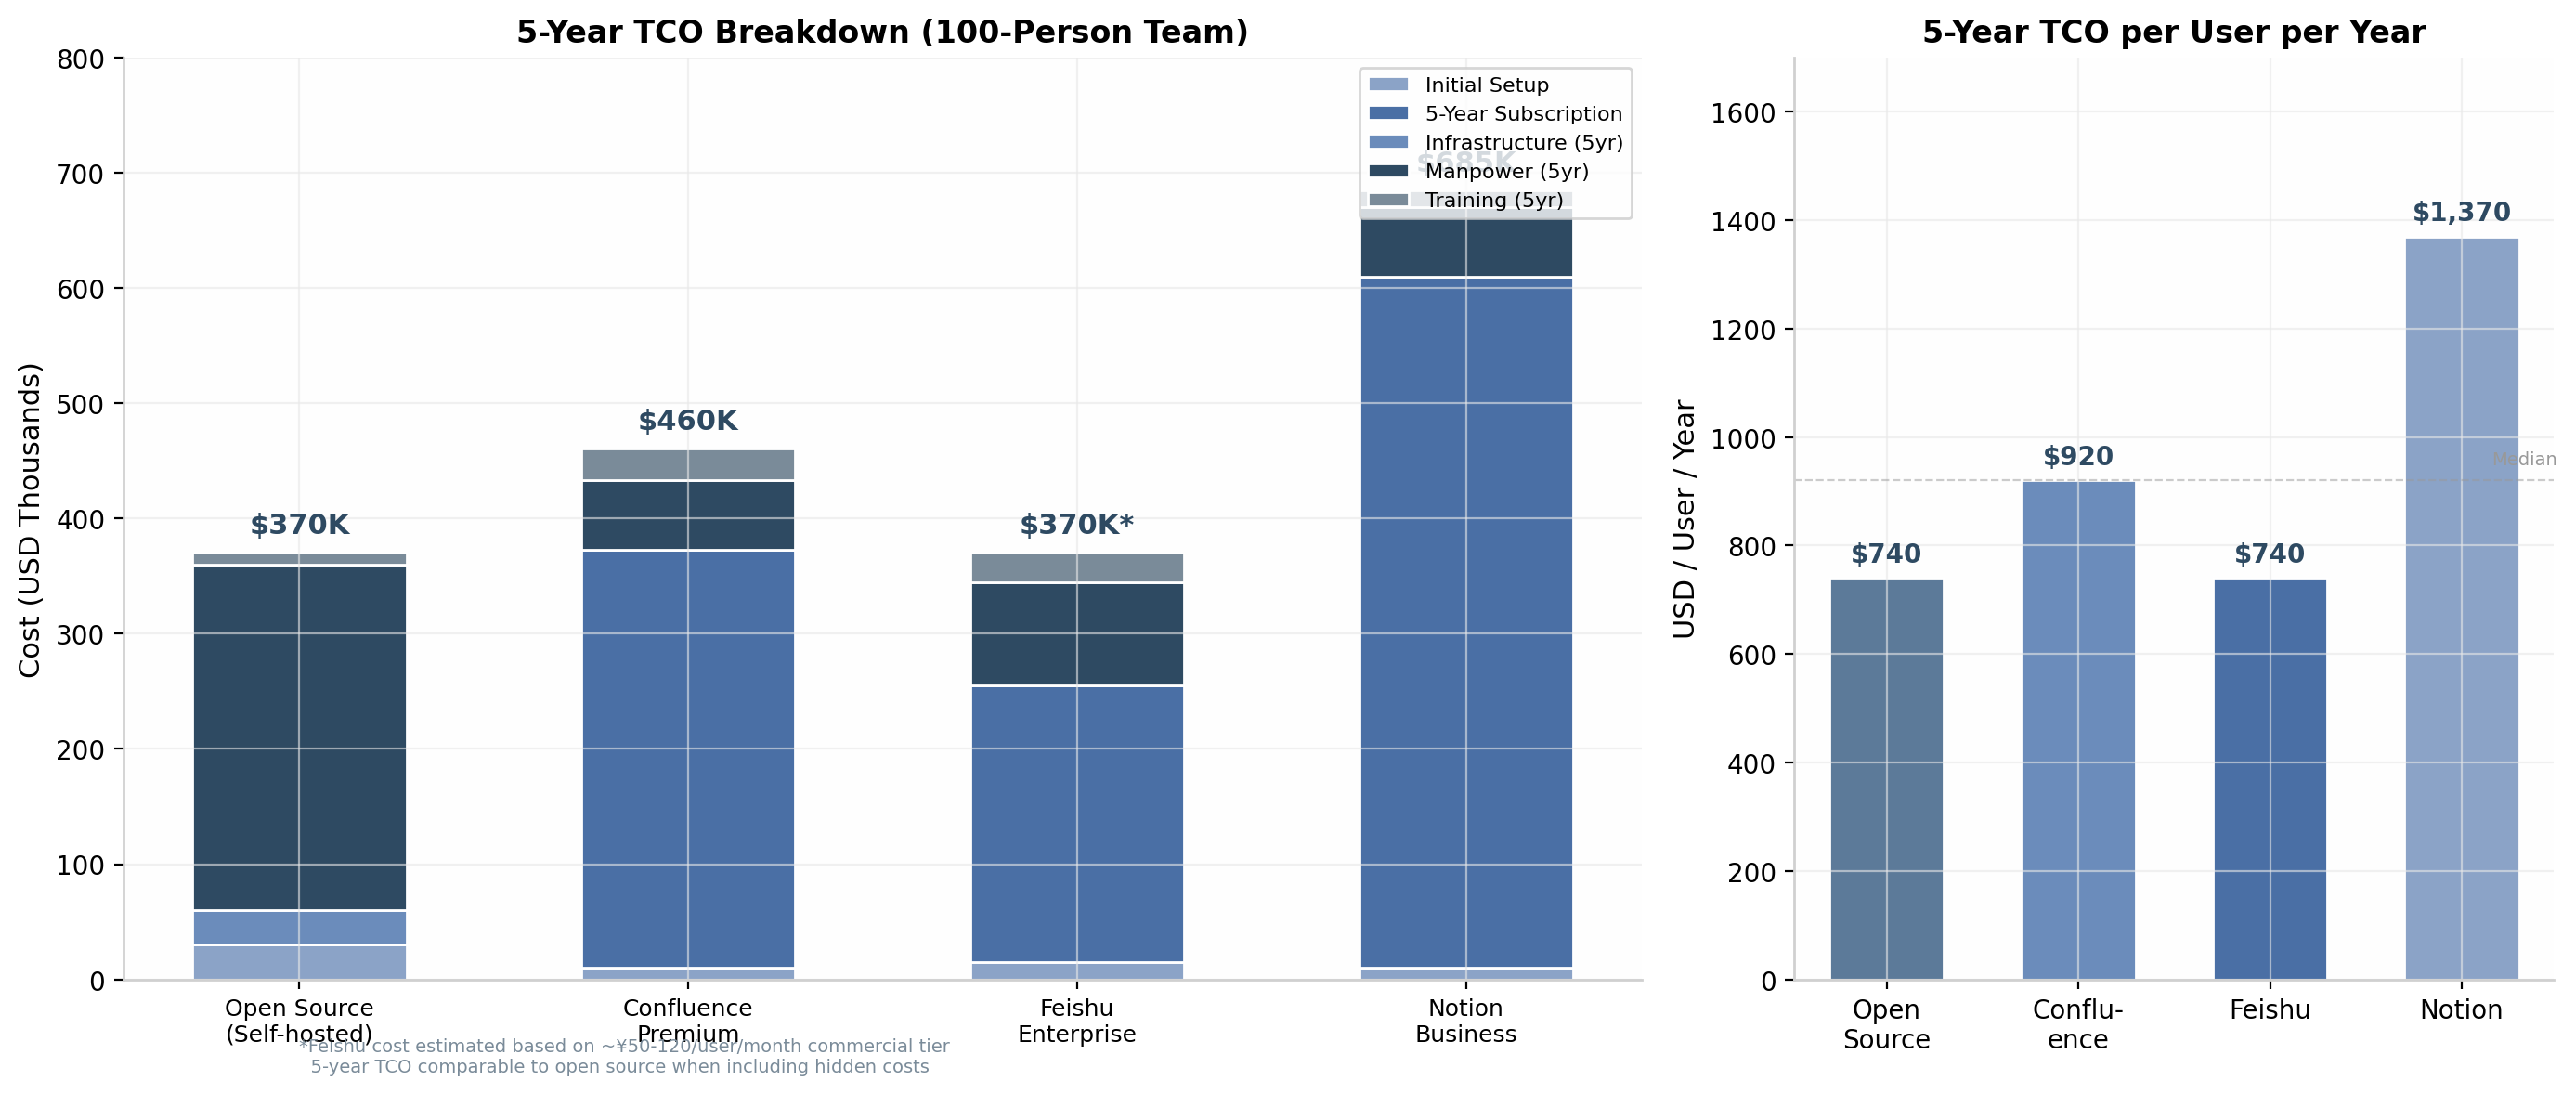 5-Year TCO Breakdown (100-Person Team)
Cost (USD Thousands)
800
700
600
500
400
300
200
100
0
Initial Setup
5-Year Subscription
Infrastructure (5yr)
Manpower (5yr)
Training (5yr)
$370K
$460K
$370K*
$685K
Open Source
(Self-hosted)
Confluence
Premium
Feishu
Enterprise
Notion
Business
*Feishu cost estimated based on ~¥50-120/user/month commercial tier
5-year TCO comparable to open source when including hidden costs
5-Year TCO per User per Year
USD / User / Year
1600
1400
1200
1000
800
600
400
200
0
$740
$920
$740
$1,370
Median
Open
Source
Conflu-
ence
Feishu
Notion